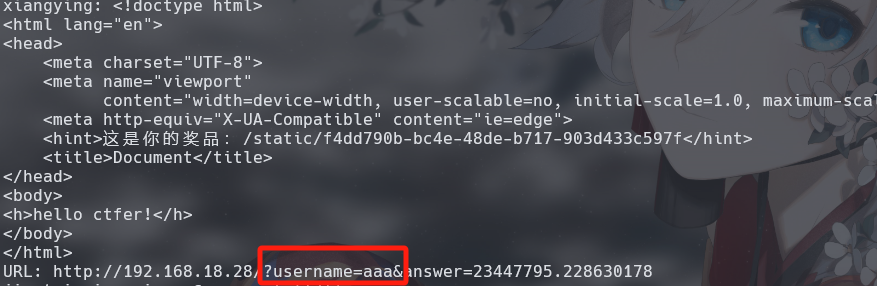 xiangying: <!doctype html>
<html lang="en">
<head>
    <meta charset="UTF-8">
    <meta name="viewport"
          content="width=device-width, user-scalable=no, initial-scale=1.0, maximum-scal
    <meta http-equiv="X-UA-Compatible" content="ie=edge">
    <hint>这是你的奖品: /static/f4dd790b-bc4e-48de-b717-903d433c597f</hint>
    <title>Document</title>
</head>
<body>
<h>hello ctfer!</h>
</body>
</html>
URL: http://192.168.18.28/?username=aaa&answer=23447795.228630178